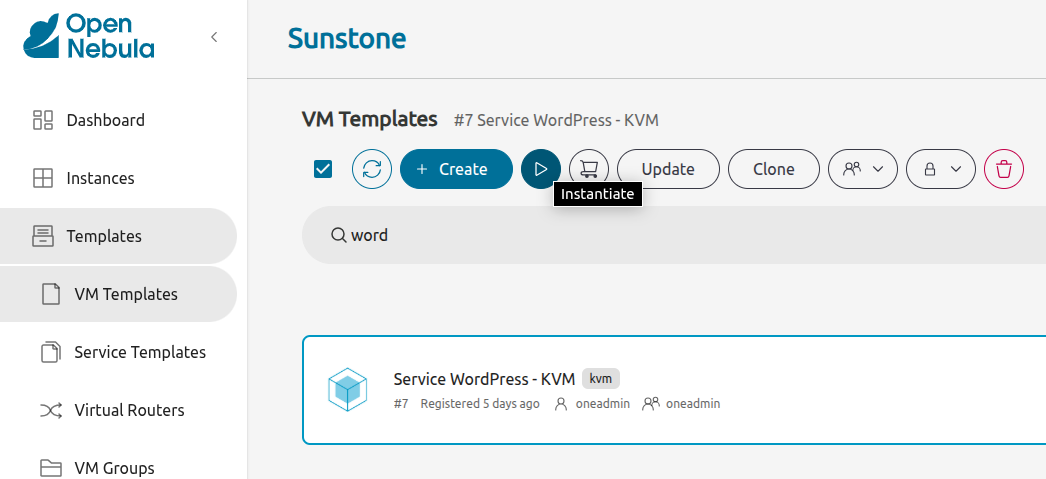 Open
Nebula
Sunstone
Dashboard
Instances
Templates
VM Templates
Service Templates
Virtual Routers
VM Groups
VM Templates #7 Service WordPress - KVM
+ Create Update Clone
Instantiate
word
Service WordPress - KVM kvm
#7 Registered 5 days ago oneadmin oneadmin